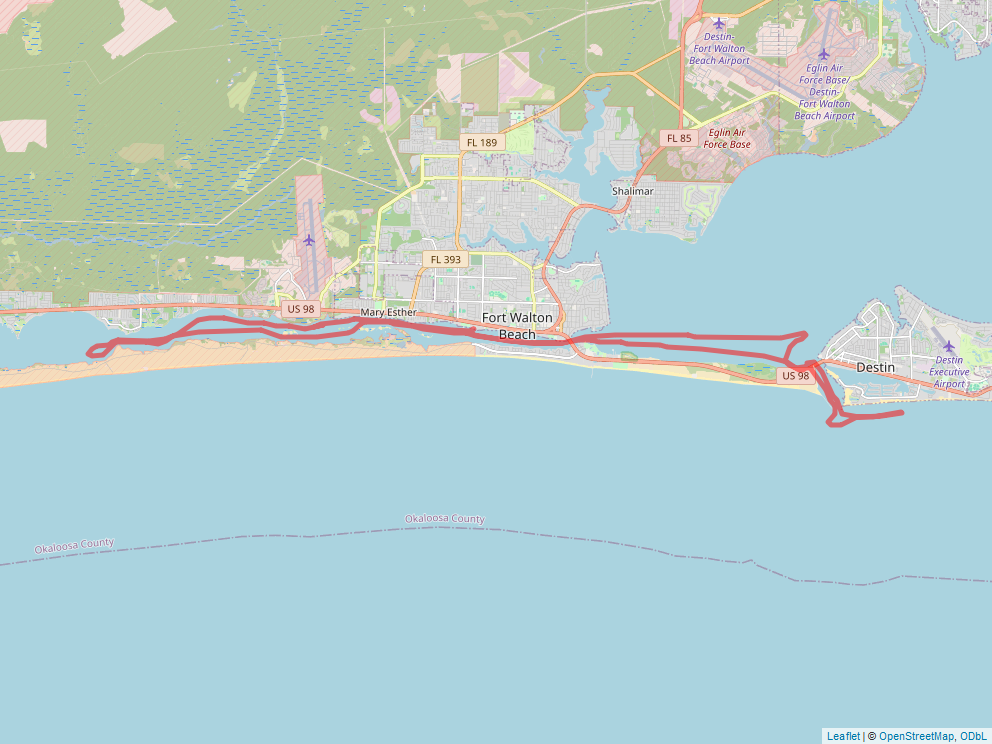 Destin-
Fort Walton
Beach Airport
Eglin Air
Force Base/
Destin-
Fort Walton
Beach Airport
FL 189
FL 85
Eglin Air
Force Base
Shalimar
FL 393
US 98
Mary Esther
Fort Walton
Beach
US 98
Destin
Destin
Executive
Airport
Okaloosa County
Okaloosa County
Leaflet | © OpenStreetMap, ODbL